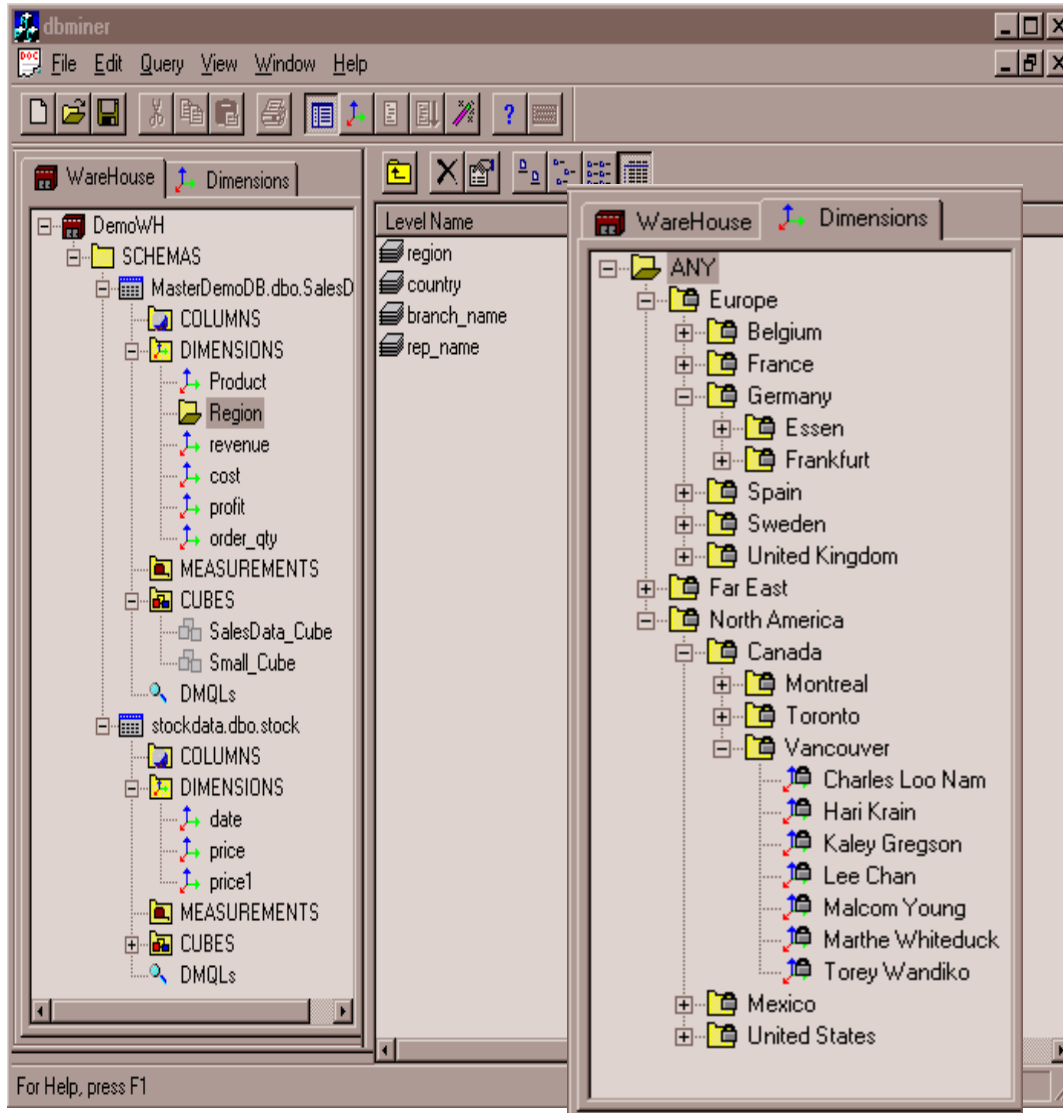 dbminer
File Edit Query View Window Help
WareHouse Dimensions
DemoWH
SCHEMAS
MasterDemoDB.dbo.SalesD
COLUMNS
DIMENSIONS
Product
Region
revenue
cost
profit
order_qty
MEASUREMENTS
CUBES
SalesData_Cube
Small_Cube
DMQLs
stockdata.dbo.stock
COLUMNS
DIMENSIONS
date
price
price1
MEASUREMENTS
CUBES
DMQLs
Level Name
region
country
branch_name
rep_name
WareHouse Dimensions
ANY
Europe
Belgium
France
Germany
Essen
Frankfurt
Spain
Sweden
United Kingdom
Far East
North America
Canada
Montreal
Toronto
Vancouver
Charles Loo Nam
Hari Krain
Kaley Gregson
Lee Chan
Malcom Young
Marthe Whiteduck
Torey Wandiko
Mexico
United States
For Help, press F1